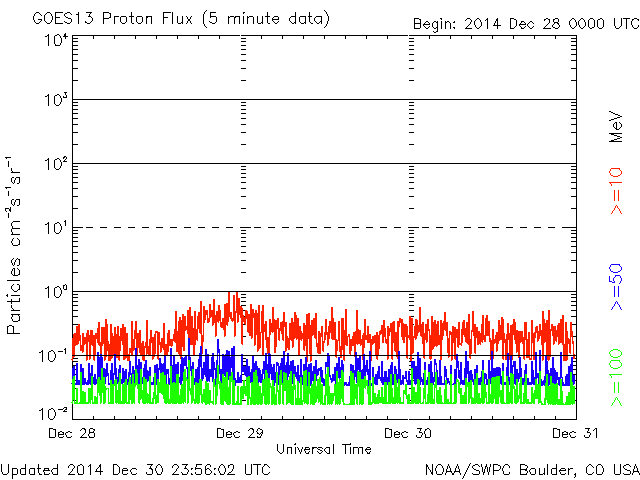 GOES13 Proton Flux (5 minute data)
Begin: 2014 Dec 28 0000 UTC
Particles cm⁻²s⁻¹sr⁻¹
10⁴
10³
10²
10¹
10⁰
10⁻¹
10⁻²
MeV
>=10
>=50
>=100
Dec 28
Dec 29
Dec 30
Dec 31
Universal Time
Updated 2014 Dec 30 23:56:02 UTC
NOAA/SWPC Boulder, CO USA